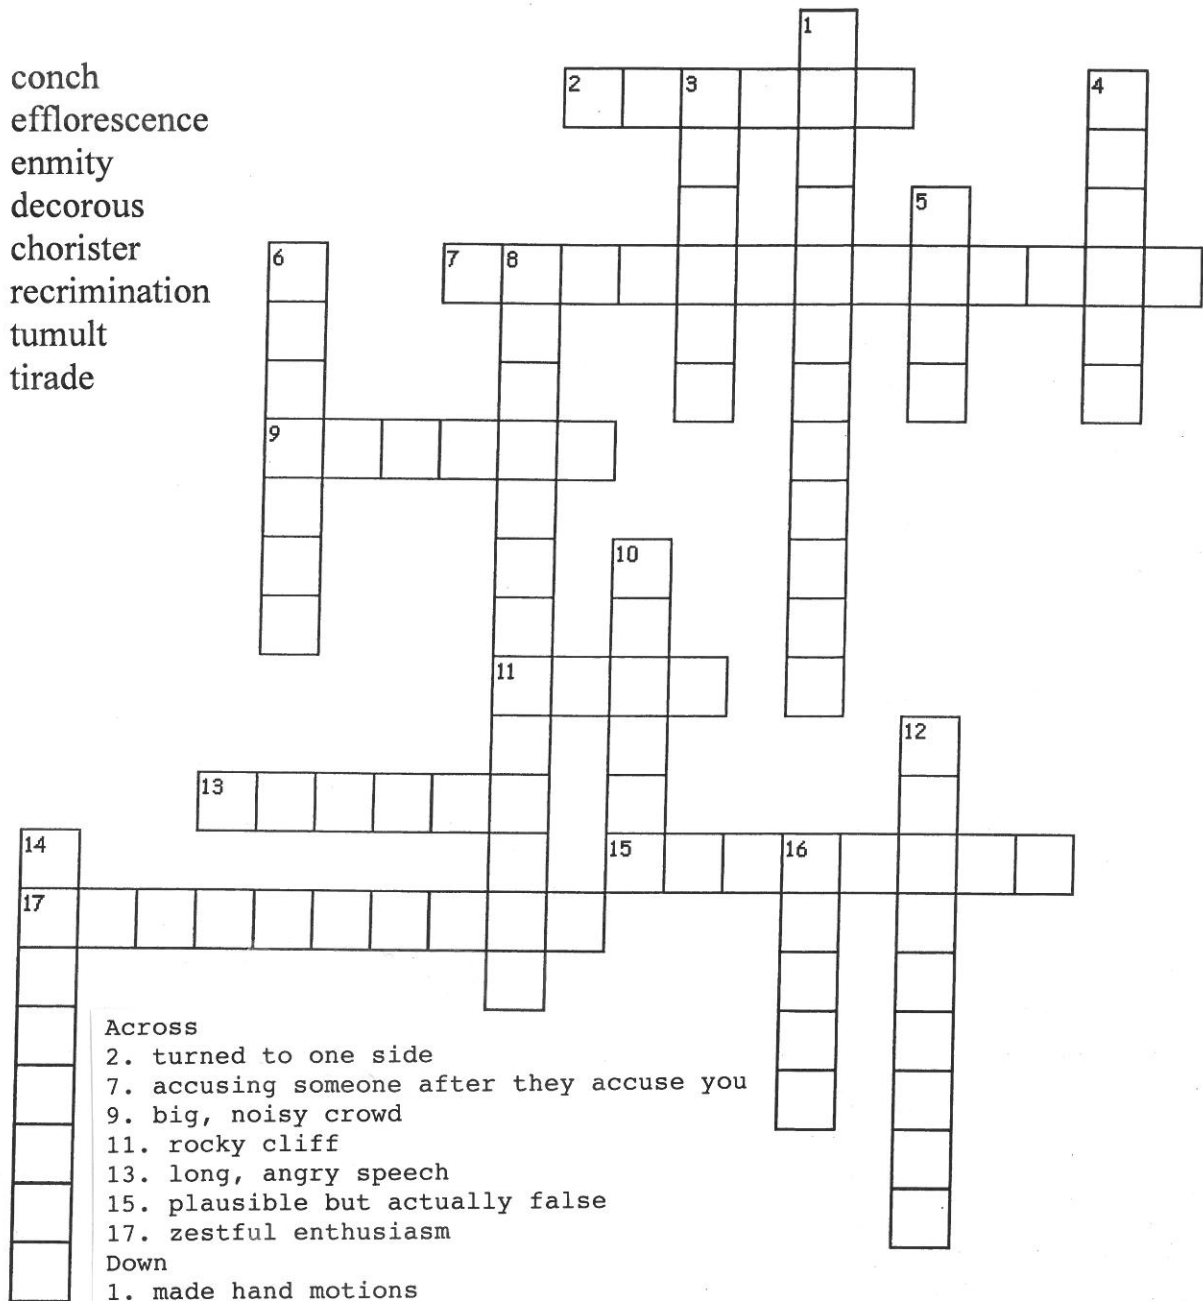 1
conch
2 3 4
efflorescence
enmity
decorous
5
chorister
6 7 8
recrimination
tumult
tirade
9
10
11
12
13
14 15 16
17
Across
2. turned to one side
7. accusing someone after they accuse you
9. big, noisy crowd
11. rocky cliff
13. long, angry speech
15. plausible but actually false
17. zestful enthusiasm
Down
1. made hand motions